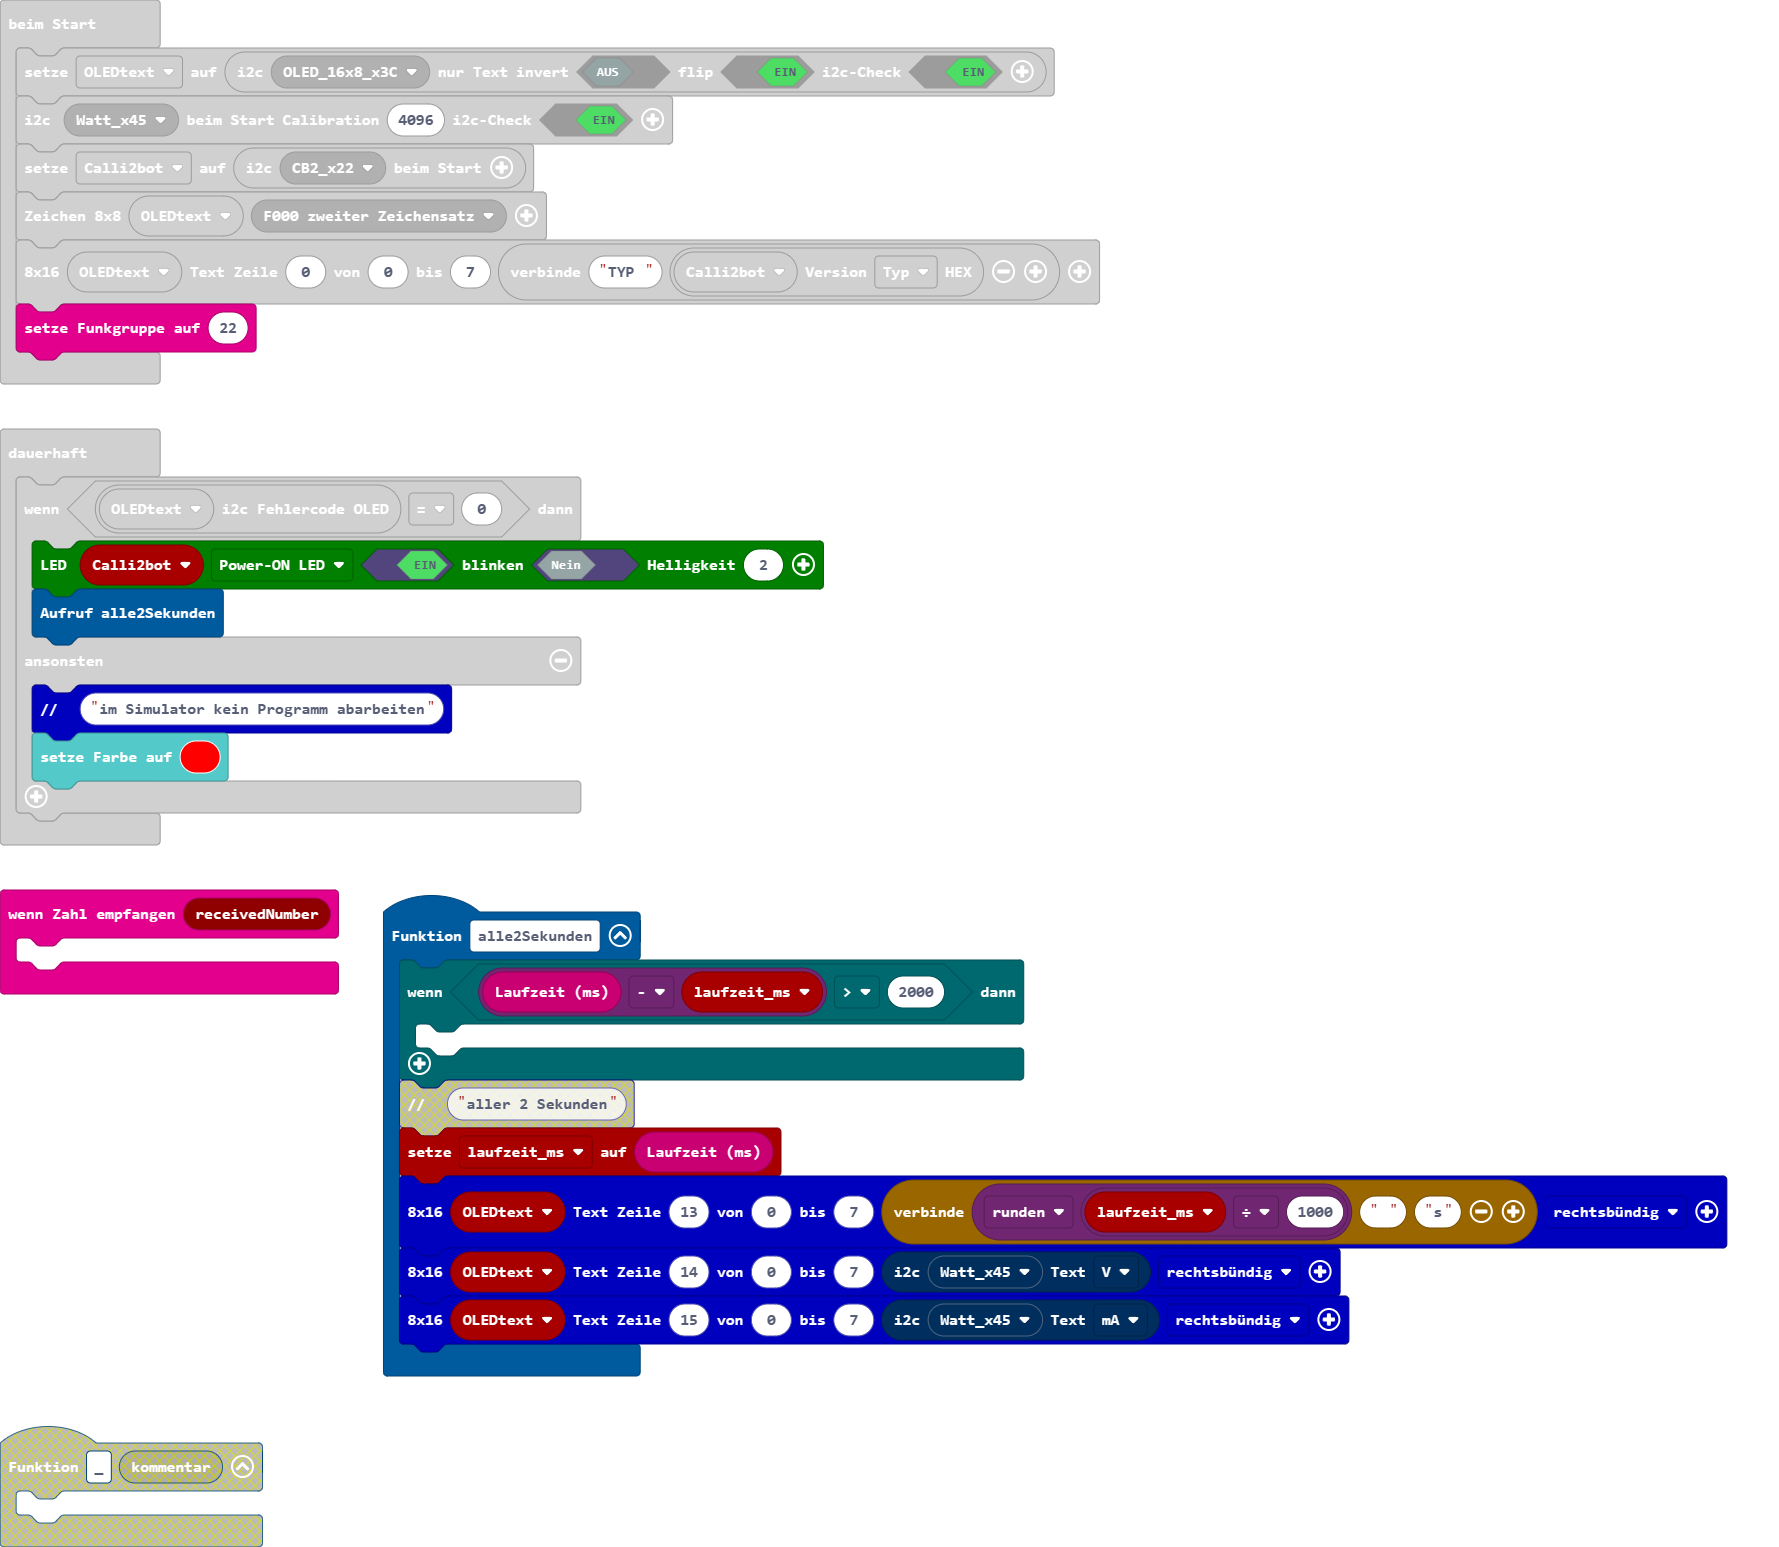 beim Start
setze OLEDtext auf i2c OLED_16x8_x3C nur Text invert AUS flip EIN i2c-Check EIN
i2c Watt_x45 beim Start Calibration 4096 i2c-Check EIN
setze Calli2bot auf i2c CB2_x22 beim Start
Zeichen 8x8 OLEDtext F000 zweiter Zeichensatz
8x16 OLEDtext Text Zeile 0 von 0 bis 7 verbinde "TYP " Calli2bot Version Typ HEX
setze Funkgruppe auf 22
dauerhaft
wenn OLEDtext i2c Fehlercode OLED = 0 dann
LED Calli2bot Power-ON LED EIN blinken Nein Helligkeit 2
Aufruf alle2Sekunden
ansonsten
// "im Simulator kein Programm abarbeiten"
setze Farbe auf
wenn Zahl empfangen receivedNumber
Funktion alle2Sekunden
wenn Laufzeit (ms) - laufzeit_ms > 2000 dann
// "aller 2 Sekunden"
setze laufzeit_ms auf Laufzeit (ms)
8x16 OLEDtext Text Zeile 13 von 0 bis 7 verbinde runden laufzeit_ms ÷ 1000 " " "s" rechtsbündig
8x16 OLEDtext Text Zeile 14 von 0 bis 7 i2c Watt_x45 Text V rechtsbündig
8x16 OLEDtext Text Zeile 15 von 0 bis 7 i2c Watt_x45 Text mA rechtsbündig
Funktion _ kommentar